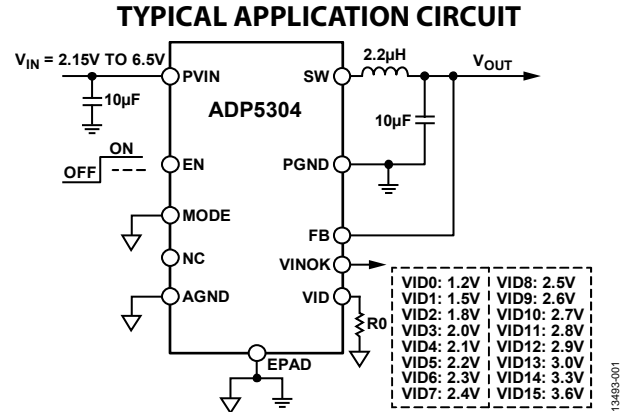 TYPICAL APPLICATION CIRCUIT
VIN = 2.15V TO 6.5V
PVIN
10µF
ADP5304
SW
2.2µH
VOUT
10µF
ON
OFF
EN
PGND
MODE
FB
NC
VINOK
AGND
VID
R0
EPAD
VID0: 1.2V
VID1: 1.5V
VID2: 1.8V
VID3: 2.0V
VID4: 2.1V
VID5: 2.2V
VID6: 2.3V
VID7: 2.4V
VID8: 2.5V
VID9: 2.6V
VID10: 2.7V
VID11: 2.8V
VID12: 2.9V
VID13: 3.0V
VID14: 3.3V
VID15: 3.6V
13493-001